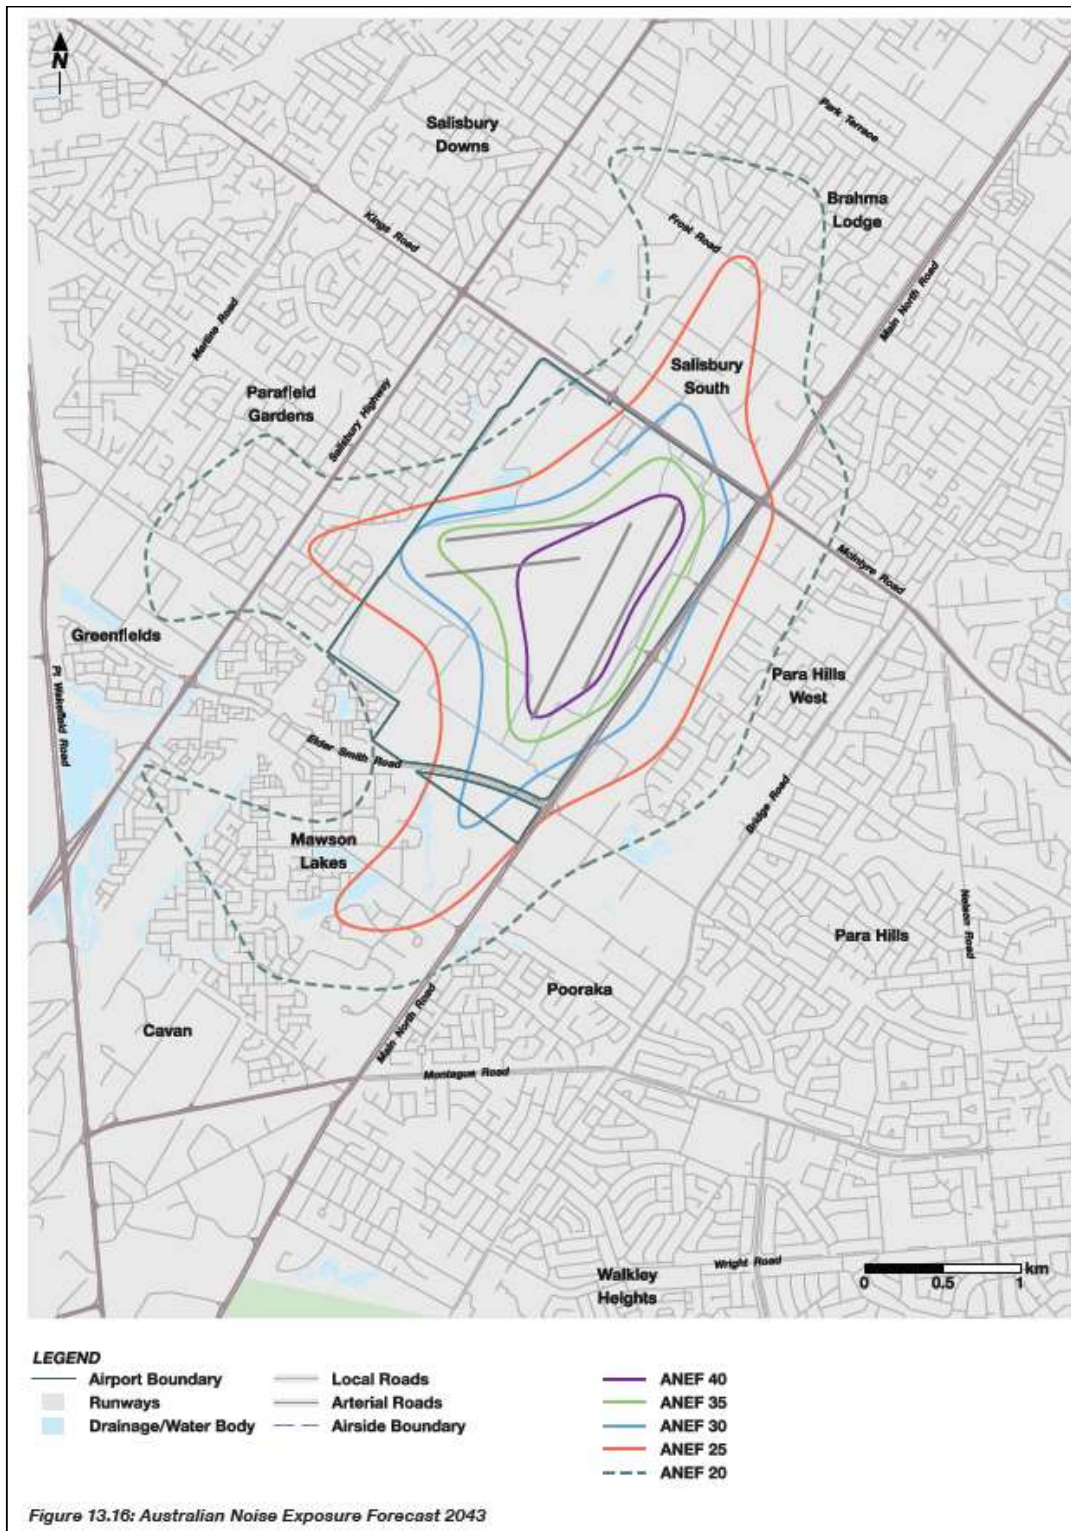 N
Salisbury
Downs
Park Terrace
Brahma
Lodge
Kings Road
Frost Road
Main North Road
Martins Road
Salisbury
South
Parafield
Gardens
Salisbury Highway
McIntyre Road
Greenfields
Pt Wakefield Road
Para Hills
West
Elder Smith Road
Bridge Road
Mawson
Lakes
Nelson Road
Para Hills
Pooraka
Cavan
Main North Road
Montague Road
Walkley
Heights
Wright Road
km
0 0.5 1
LEGEND
Airport Boundary
Runways
Drainage/Water Body
Local Roads
Arterial Roads
Airside Boundary
ANEF 40
ANEF 35
ANEF 30
ANEF 25
ANEF 20
Figure 13.16: Australian Noise Exposure Forecast 2043